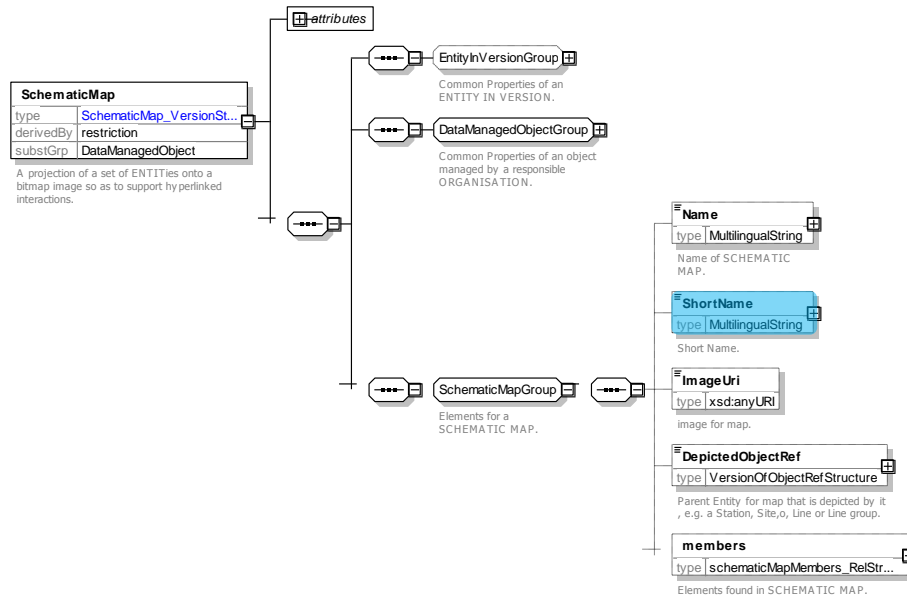 attributes
EntityInVersionGroup
Common Properties of an
ENTITY IN VERSION.
SchematicMap
type SchematicMap_VersionSt...
derivedBy restriction
substGrp DataManagedObject
A projection of a set of ENTITies onto a
bitmap image so as to support hyperlinked
interactions.
DataManagedObjectGroup
Common Properties of an object
managed by a responsible
ORGANISATION.
Name
type MultilingualString
Name of SCHEMATIC
MAP.
ShortName
type MultilingualString
Short Name.
SchematicMapGroup
Elements for a
SCHEMATIC MAP.
ImageUri
type xsd:anyURI
image for map.
DepictedObjectRef
type VersionOfObjectRefStructure
Parent Entity for map that is depicted by it
, e.g. a Station, Site,o, Line or Line group.
members
type schematicMapMembers_RelStr...
Elements found in SCHEMATIC MAP.